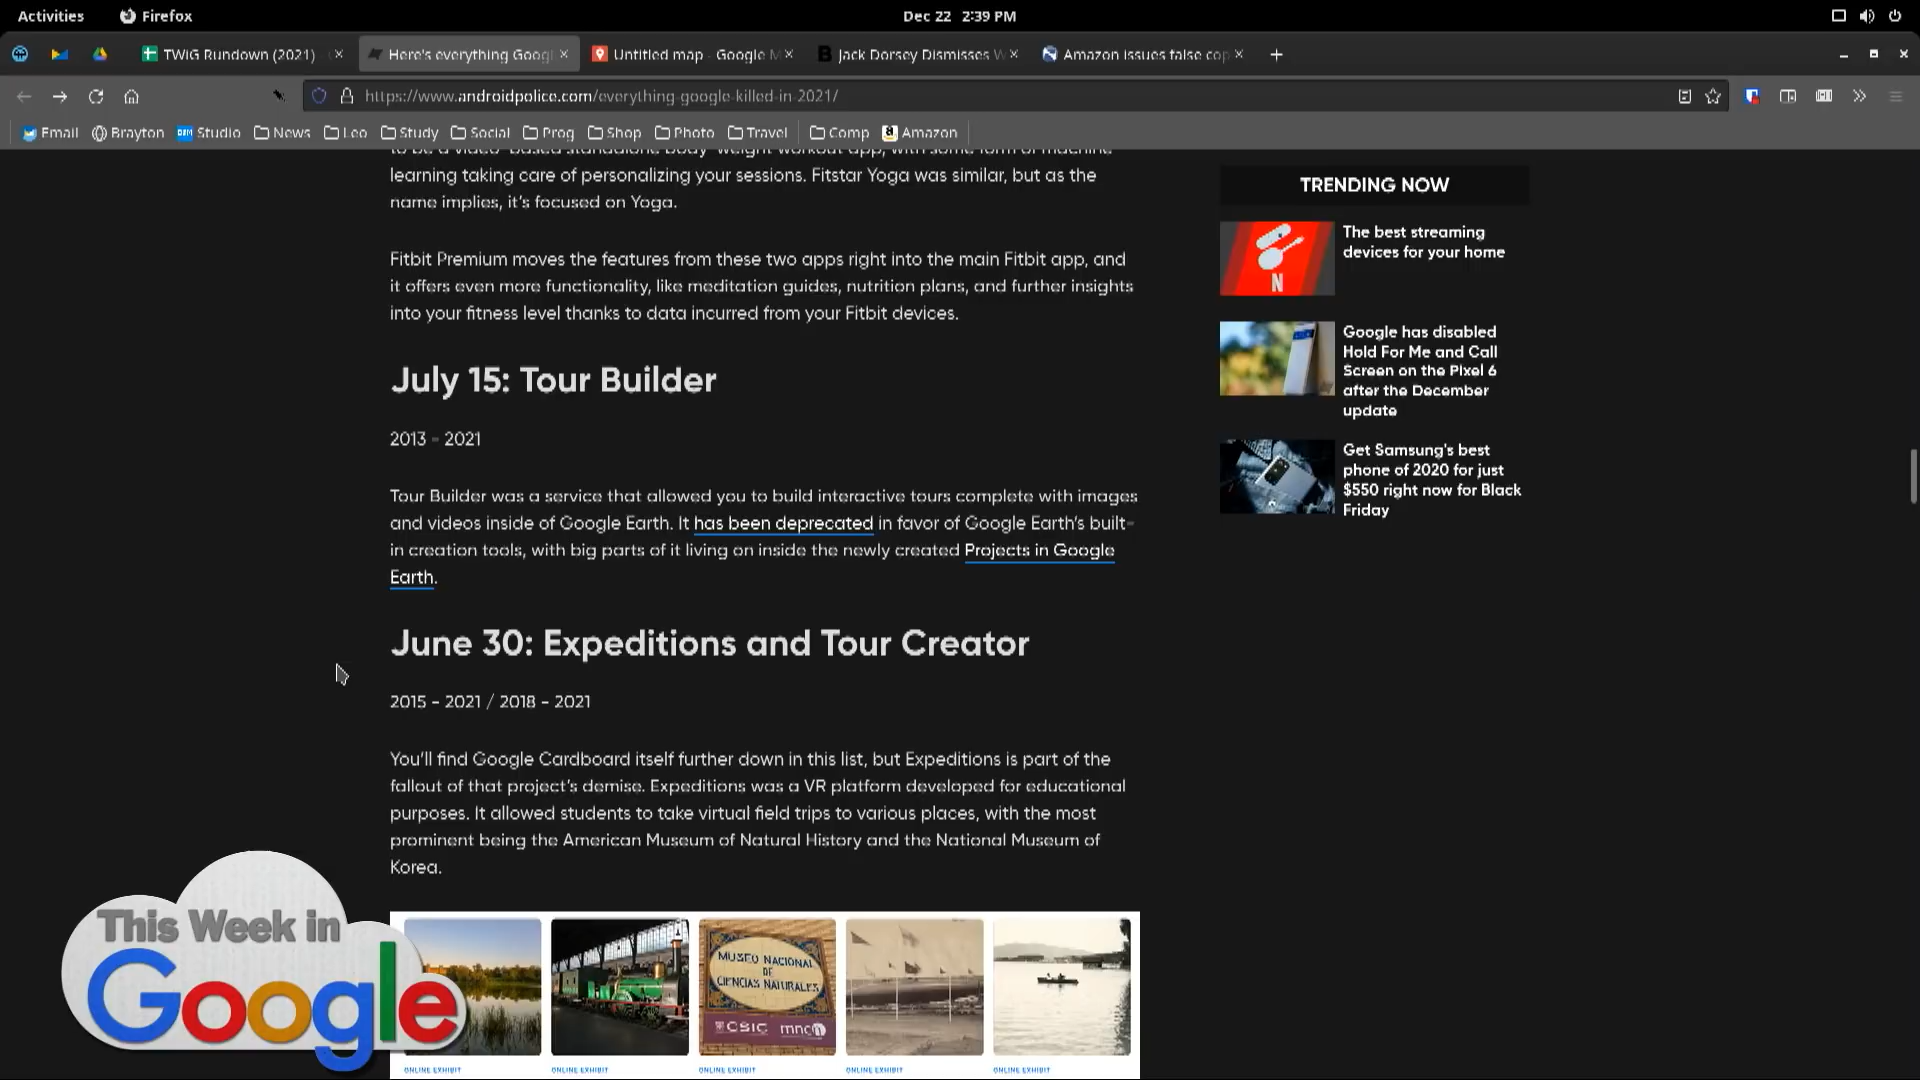 Activities
Firefox
Dec 22 2:39 PM
TWiG Rundown (2021)
Here's everything Googl
Untitled map - Google M
Jack Dorsey Dismisses W
Amazon issues false cop
https://www.androidpolice.com/everything-google-killed-in-2021/
Email
Brayton
Studio
News
Leo
Study
Social
Prog
Shop
Photo
Travel
Comp
Amazon
to be a video-based standalone body-weight workout app, with some form of machine
learning taking care of personalizing your sessions. Fitstar Yoga was similar, but as the
name implies, it's focused on Yoga.
Fitbit Premium moves the features from these two apps right into the main Fitbit app, and
it offers even more functionality, like meditation guides, nutrition plans, and further insights
into your fitness level thanks to data incurred from your Fitbit devices.
July 15: Tour Builder
2013 - 2021
Tour Builder was a service that allowed you to build interactive tours complete with images
and videos inside of Google Earth. It has been deprecated in favor of Google Earth's built-
in creation tools, with big parts of it living on inside the newly created Projects in Google
Earth.
June 30: Expeditions and Tour Creator
2015 - 2021 / 2018 - 2021
You'll find Google Cardboard itself further down in this list, but Expeditions is part of the
fallout of that project's demise. Expeditions was a VR platform developed for educational
purposes. It allowed students to take virtual field trips to various places, with the most
prominent being the American Museum of Natural History and the National Museum of
Korea.
MUSEO NACIONAL
DE
CIENCIAS NATURALES
CSIC mncn
ONLINE EXHIBIT
ONLINE EXHIBIT
ONLINE EXHIBIT
ONLINE EXHIBIT
ONLINE EXHIBIT
TRENDING NOW
N
The best streaming
devices for your home
Google has disabled
Hold For Me and Call
Screen on the Pixel 6
after the December
update
Get Samsung's best
phone of 2020 for just
$550 right now for Black
Friday
This Week in
Google